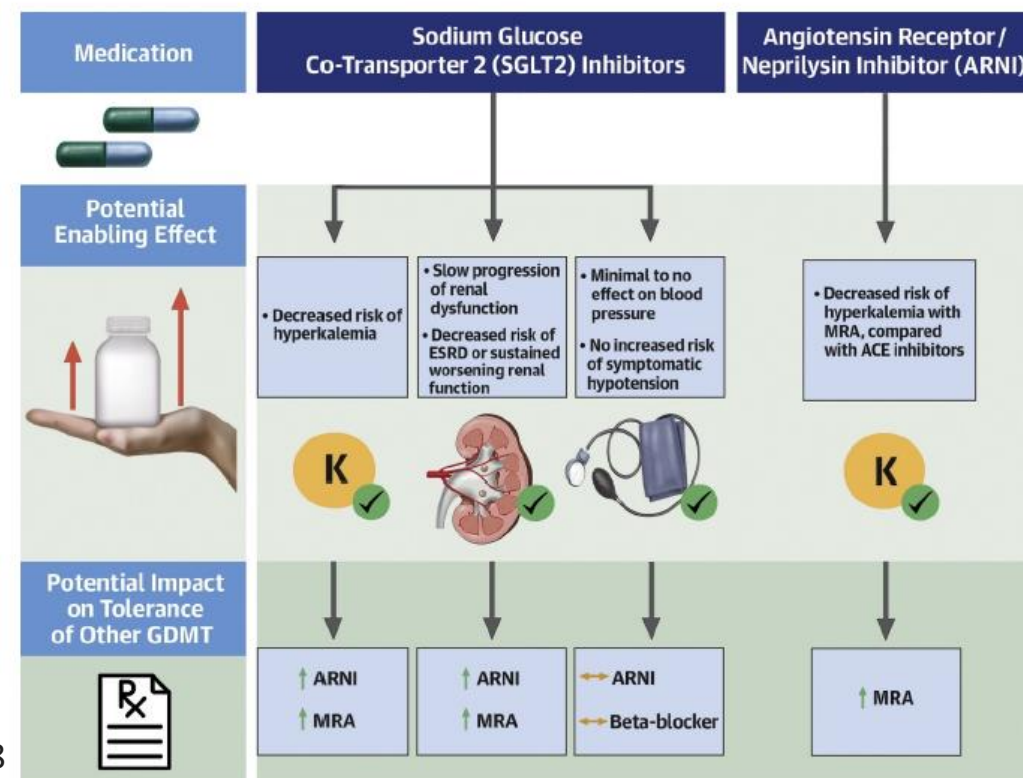 Medication
Sodium Glucose
Co-Transporter 2 (SGLT2) Inhibitors
Angiotensin Receptor/
Neprilysin Inhibitor (ARNI)
Potential
Enabling Effect
• Decreased risk of
hyperkalemia
• Slow progression
of renal
dysfunction
• Decreased risk of
ESRD or sustained
worsening renal
function
• Minimal to no
effect on blood
pressure
• No increased risk
of symptomatic
hypotension
• Decreased risk of
hyperkalemia with
MRA, compared
with ACE inhibitors
K
K
Potential Impact
on Tolerance
of Other GDMT
Rx
↑ ARNI
↑ MRA
↑ ARNI
↑ MRA
↔ ARNI
↔ Beta-blocker
↑ MRA